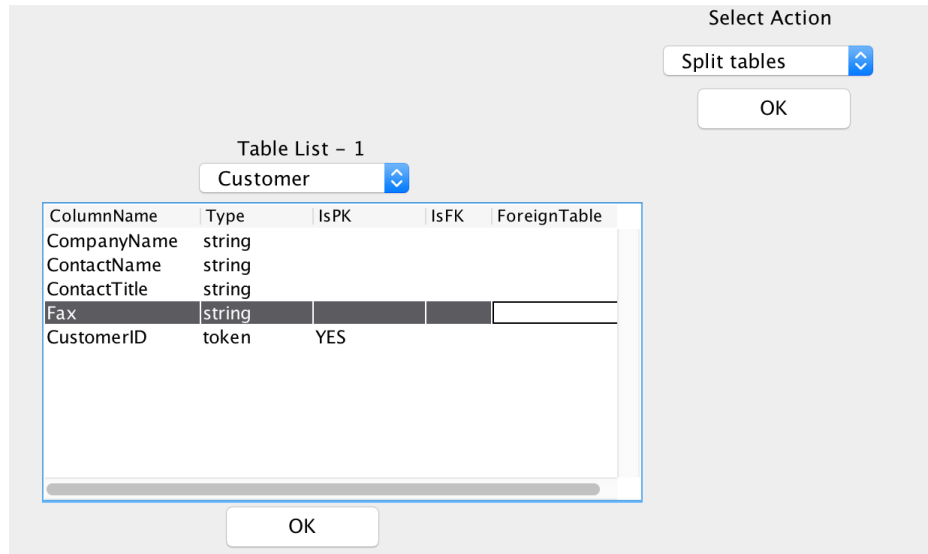 Select Action
Split tables
OK
Table List – 1
Customer
ColumnName Type IsPK IsFK ForeignTable
CompanyName string
ContactName string
ContactTitle string
Fax string
CustomerID token YES
OK